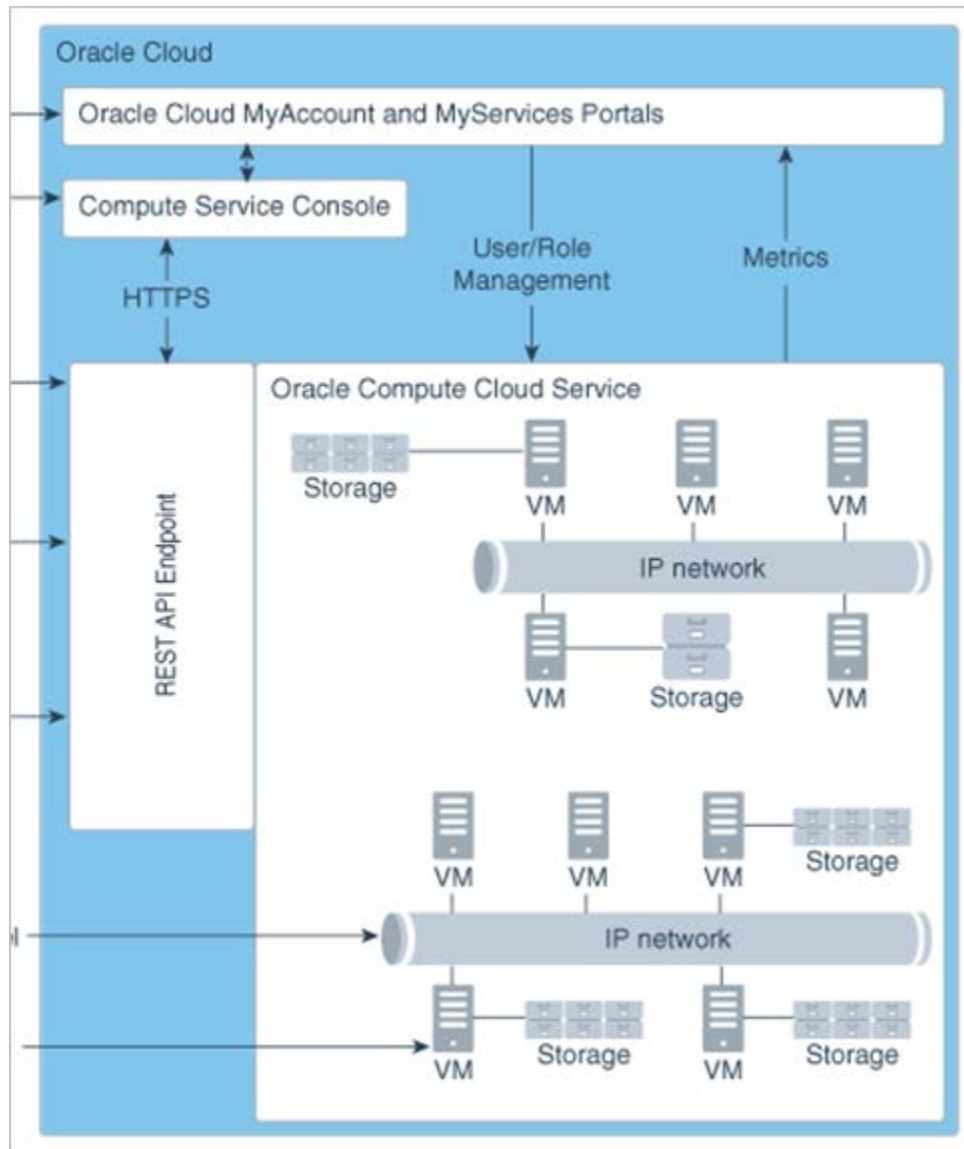 Oracle Cloud
Oracle Cloud MyAccount and MyServices Portals
Compute Service Console
User/Role
Management
Metrics
HTTPS
REST API Endpoint
Oracle Compute Cloud Service
Storage
VM
VM
VM
IP network
VM
Storage
VM
VM
VM
VM
Storage
IP network
VM
Storage
VM
Storage